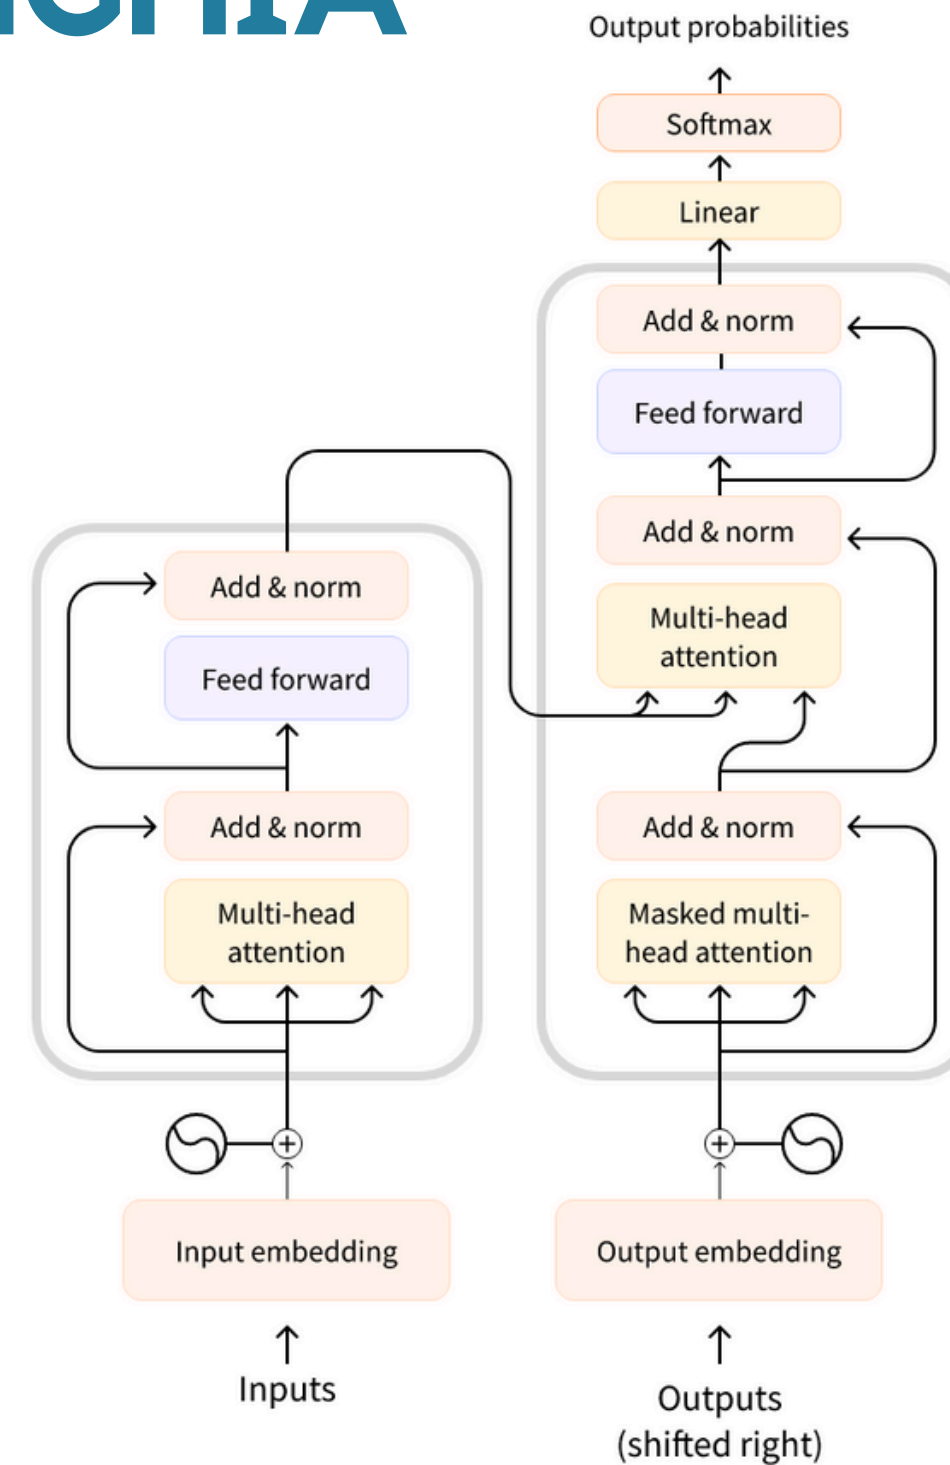 Output probabilities
Softmax
Linear
Add & norm
Feed forward
Add & norm
Multi-head
attention
Add & norm
Masked multi-
head attention
Add & norm
Feed forward
Add & norm
Multi-head
attention
+
+
Input embedding
Output embedding
Inputs
Outputs
(shifted right)